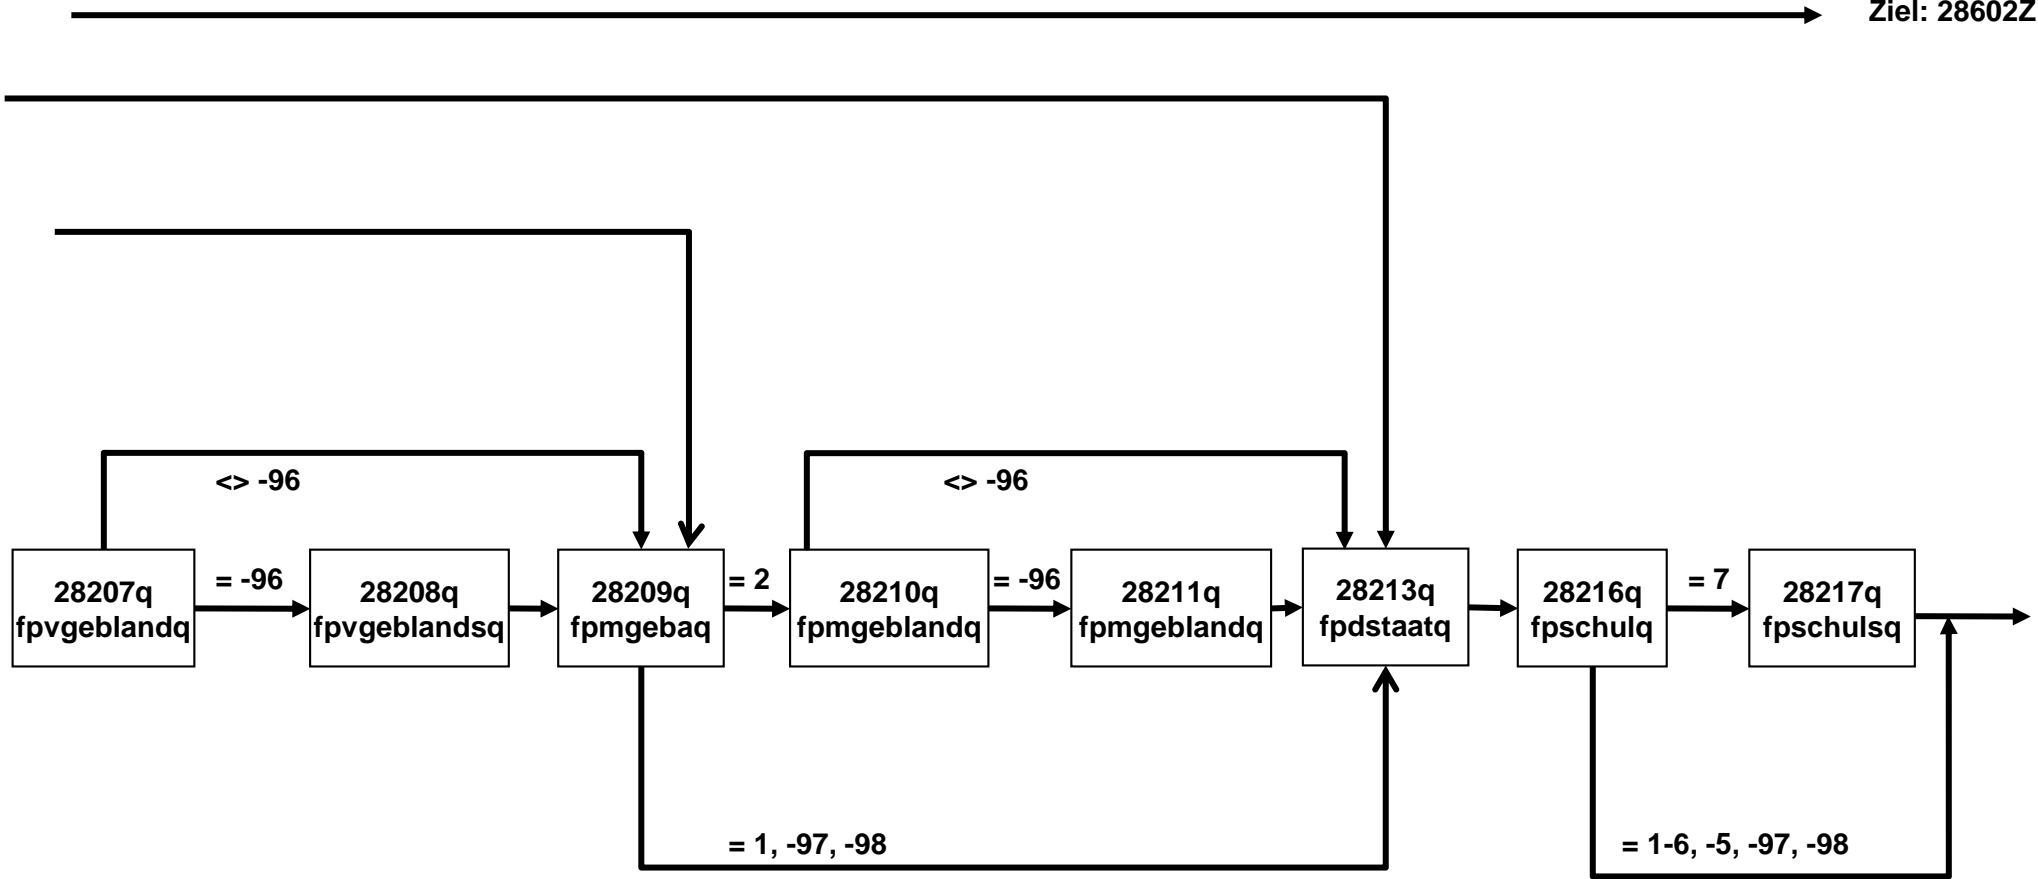 Ziel: 28602Z
<> -96
<> -96
28207q
fpvgeblandq
= -96
28208q
fpvgeblandsq
28209q
fpmgebaq
= 2
28210q
fpmgeblandq
= -96
28211q
fpmgeblandq
28213q
fpdstaatq
28216q
fpschulq
= 7
28217q
fpschulsq
= 1, -97, -98
= 1-6, -5, -97, -98